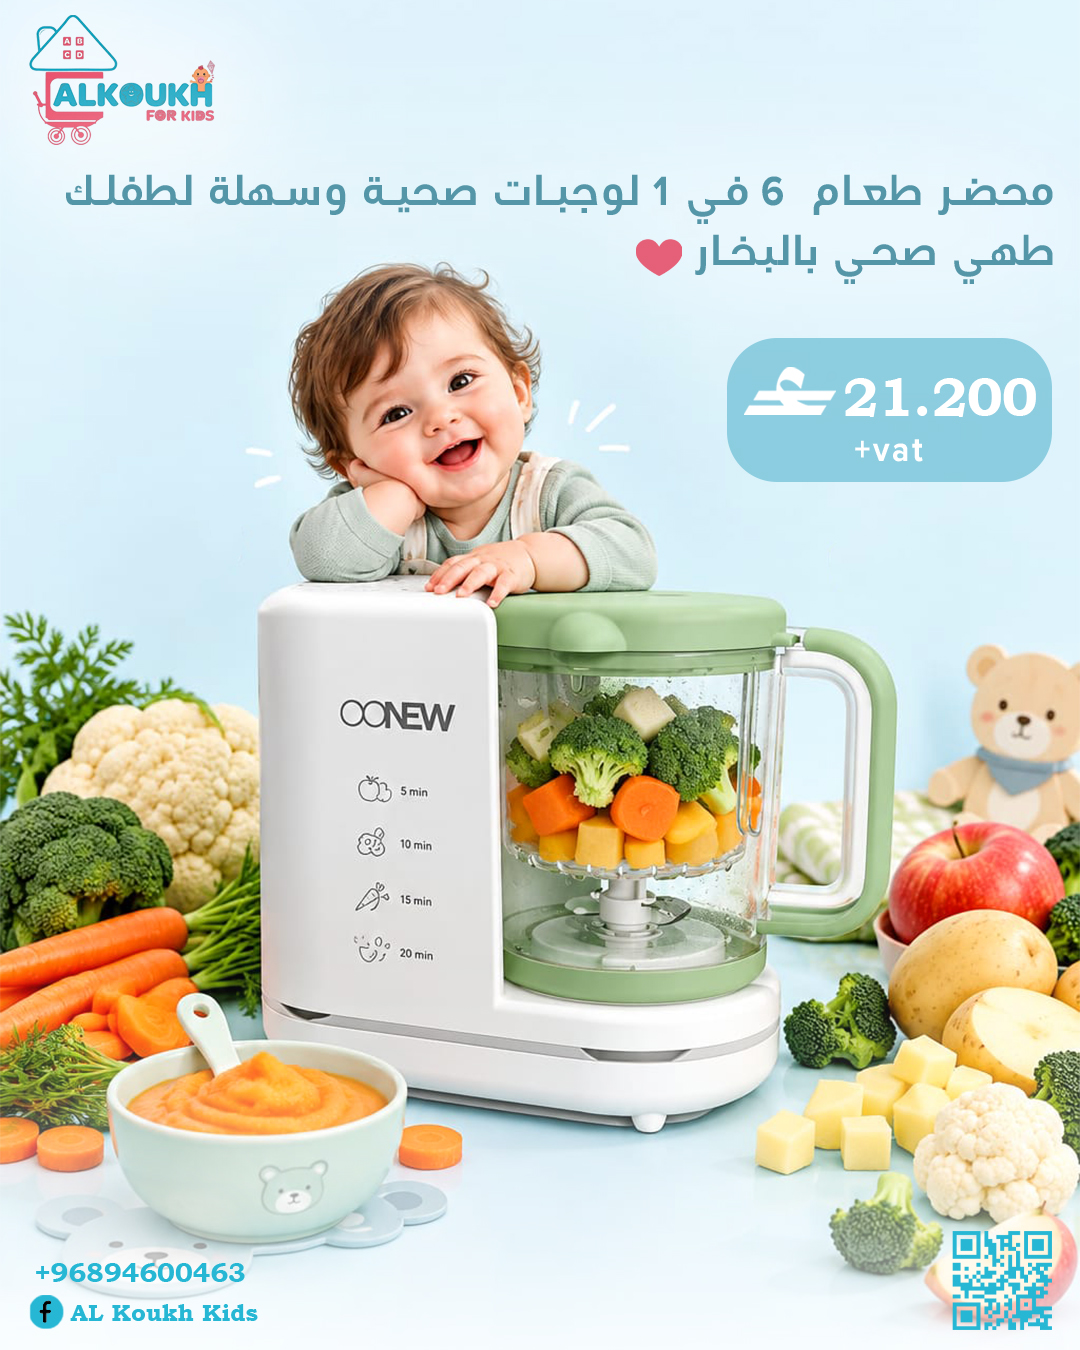 A B
C D
ALKOUKH
FOR KIDS
محضر طعام 6 في 1 لوجبات صحية وسهلة لطفلك
طهي صحي بالبخار
21.200
+vat
OONEW
5 min
10 min
15 min
20 min
+96894600463
f AL Koukh Kids